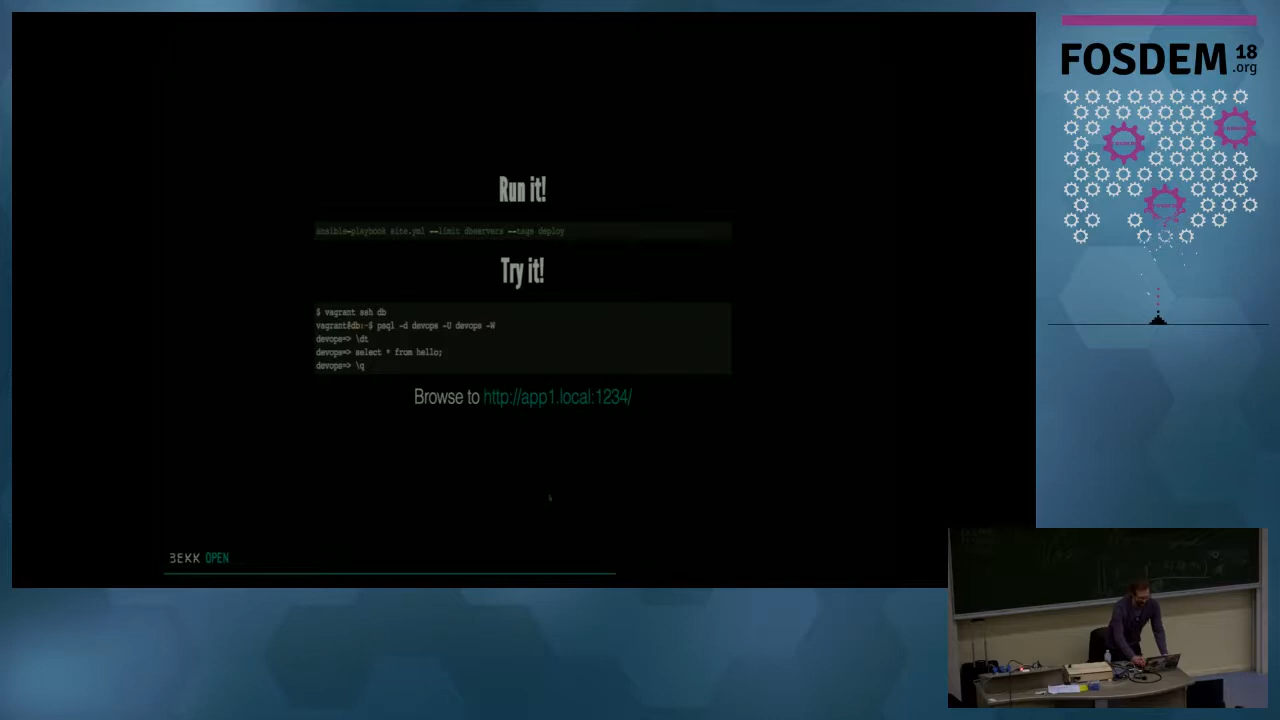 FOSDEM 18
.org
Run it!
ansible-playbook site.yml --limit dbservers --tags deploy
Try it!
$ vagrant ssh db
vagrant@db:~$ psql -d devops -U devops -W
devops=> \dt
devops=> select * from hello;
devops=> \q
Browse to http://app1.local:1234/
BEKK OPEN